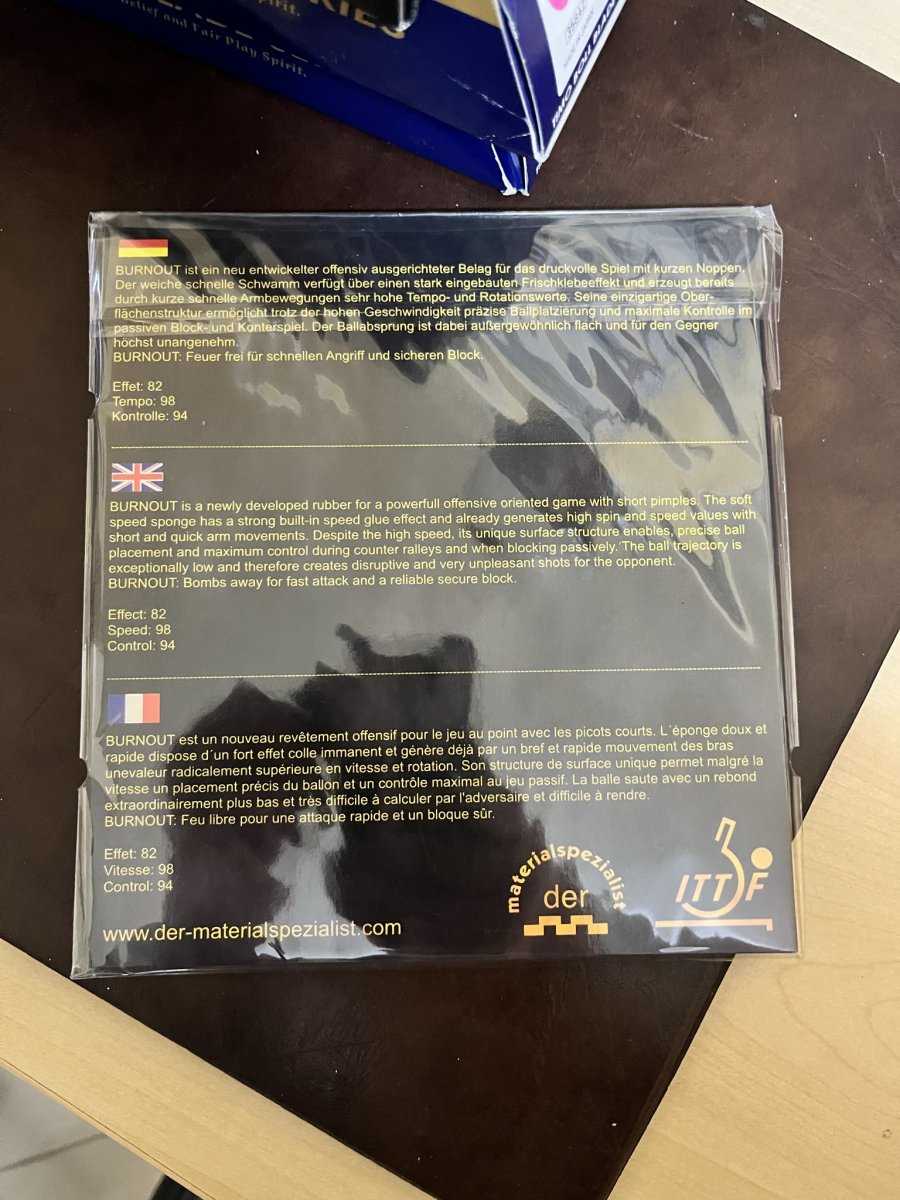 Spirit.
Belief and Fair Play Spirit.
TIMO BOLL
BURNOUT ist ein neu entwickelter offensiv ausgerichteter Belag für das druckvolle Spiel mit kurzen Noppen.
Der weiche schnelle Schwamm verfügt über einen stark eingebauten Frischklebeeffekt und erzeugt bereits
durch kurze schnelle Armbewegungen sehr hohe Tempo- und Rotationswerte. Seine einzigartige Ober-
flächenstruktur ermöglicht trotz der hohen Geschwindigkeit präzise Ballplatzierung und maximale Kontrolle im
passiven Block- und Konterspiel. Der Ballabsprung ist dabei außergewöhnlich flach und für den Gegner
höchst unangenehm.
BURNOUT: Feuer frei für schnellen Angriff und sicheren Block.
Effet: 82
Tempo: 98
Kontrolle: 94
BURNOUT is a newly developed rubber for a powerfull offensive oriented game with short pimples. The soft
speed sponge has a strong built-in speed glue effect and already generates high spin and speed values with
short and quick arm movements. Despite the high speed, its unique surface structure enables, precise ball
placement and maximum control during counter ralleys and when blocking passively. The ball trajectory is
exceptionally low and therefore creates disruptive and very unpleasant shots for the opponent.
BURNOUT: Bombs away for fast attack and a reliable secure block.
Effect: 82
Speed: 98
Control: 94
BURNOUT est un nouveau revêtement offensif pour le jeu au point avec les picots courts. L´éponge doux et
rapide dispose d´un fort effet colle immanent et génère déjà par un bref et rapide mouvement des bras
unevaleur radicalement supérieure en vitesse et rotation. Son structure de surface unique permet malgré la
vitesse un placement précis du ballon et un contrôle maximal au jeu passif. La balle saute avec un rebond
extraordinairement plus bas et très difficile à calculer par l'adversaire et difficile à rendre.
BURNOUT: Feu libre pour une attaque rapide et un bloque sûr.
Effet: 82
Vitesse: 98
Control: 94
www.der-materialspezialist.com
materialspezialist
der
ITTF